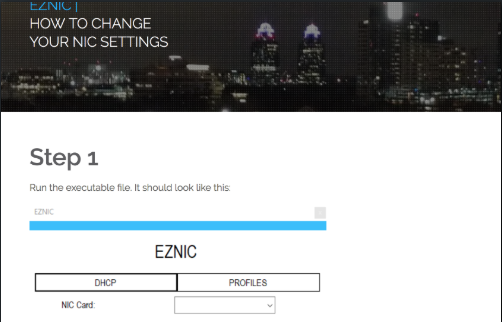 EZNIC |
HOW TO CHANGE
YOUR NIC SETTINGS
Step 1
Run the executable file. It should look like this:
EZNIC
EZNIC
DHCP PROFILES
NIC Card: